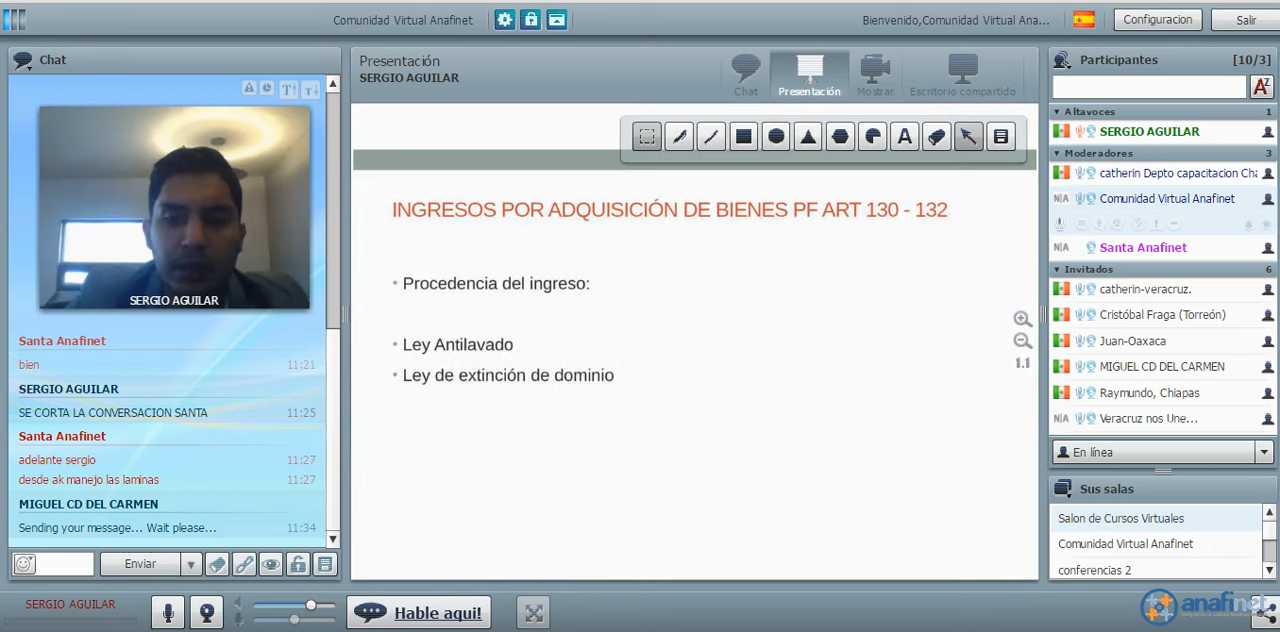 Comunidad Virtual Anafinet
Bienvenido,Comunidad Virtual Ana...
Configuracion
Salir
Chat
SERGIO AGUILAR
Santa Anafinet
bien 11:21
SERGIO AGUILAR
SE CORTA LA CONVERSACION SANTA 11:25
Santa Anafinet
adelante sergio 11:27
desde ak manejo las laminas 11:27
MIGUEL CD DEL CARMEN
Sending your message... Wait please... 11:34
Enviar
Presentación
SERGIO AGUILAR
Chat
Presentación
Mostrar
Escritorio compartido
INGRESOS POR ADQUISICIÓN DE BIENES PF ART 130 - 132
• Procedencia del ingreso:
• Ley Antilavado
• Ley de extinción de dominio
1.1
Participantes [10/3]
Altavoces 1
SERGIO AGUILAR
Moderadores 3
catherin Depto capacitacion Cha
N|A Comunidad Virtual Anafinet
N|A Santa Anafinet
Invitados 6
catherin-veracruz.
Cristóbal Fraga (Torreón)
Juan-Oaxaca
MIGUEL CD DEL CARMEN
Raymundo, Chiapas
N|A Veracruz nos Une...
En línea
Sus salas
Salon de Cursos Virtuales
Comunidad Virtual Anafinet
conferencias 2
SERGIO AGUILAR
Hable aqui!
anafinet